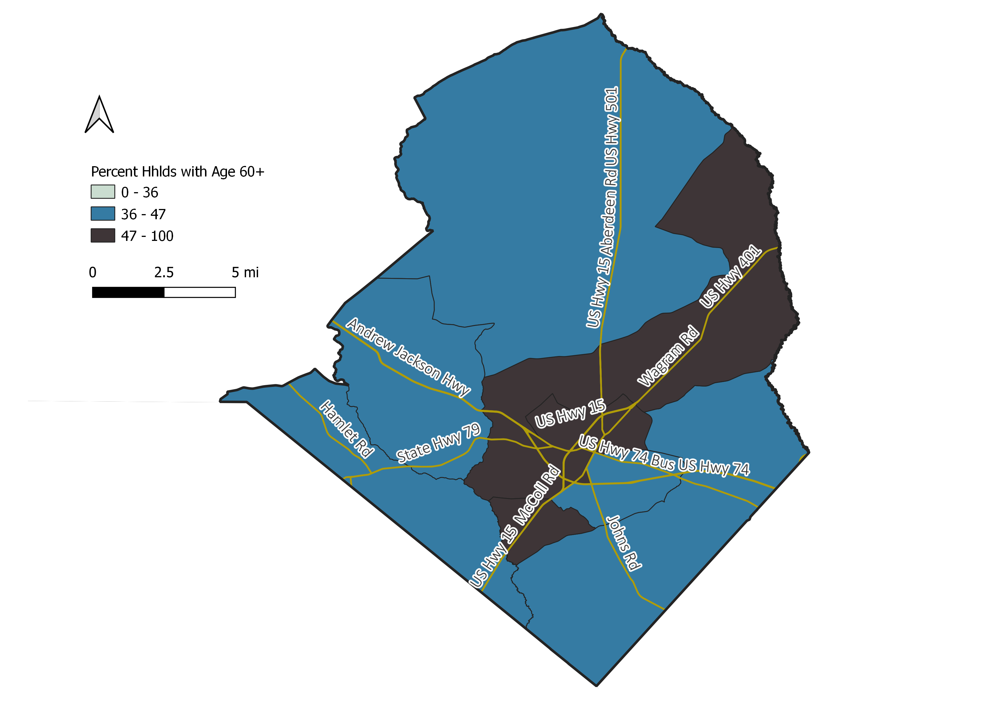 Percent Hhlds with Age 60+
0 - 36
36 - 47
47 - 100
0 2.5 5 mi
US Hwy 15 Aberdeen Rd US Hwy 501
US Hwy 401
Wagram Rd
Andrew Jackson Hwy
Hamlet Rd
State Hwy 79
US Hwy 15
US Hwy 74 Bus US Hwy 74
US Hwy 15 McColl Rd
Johns Rd